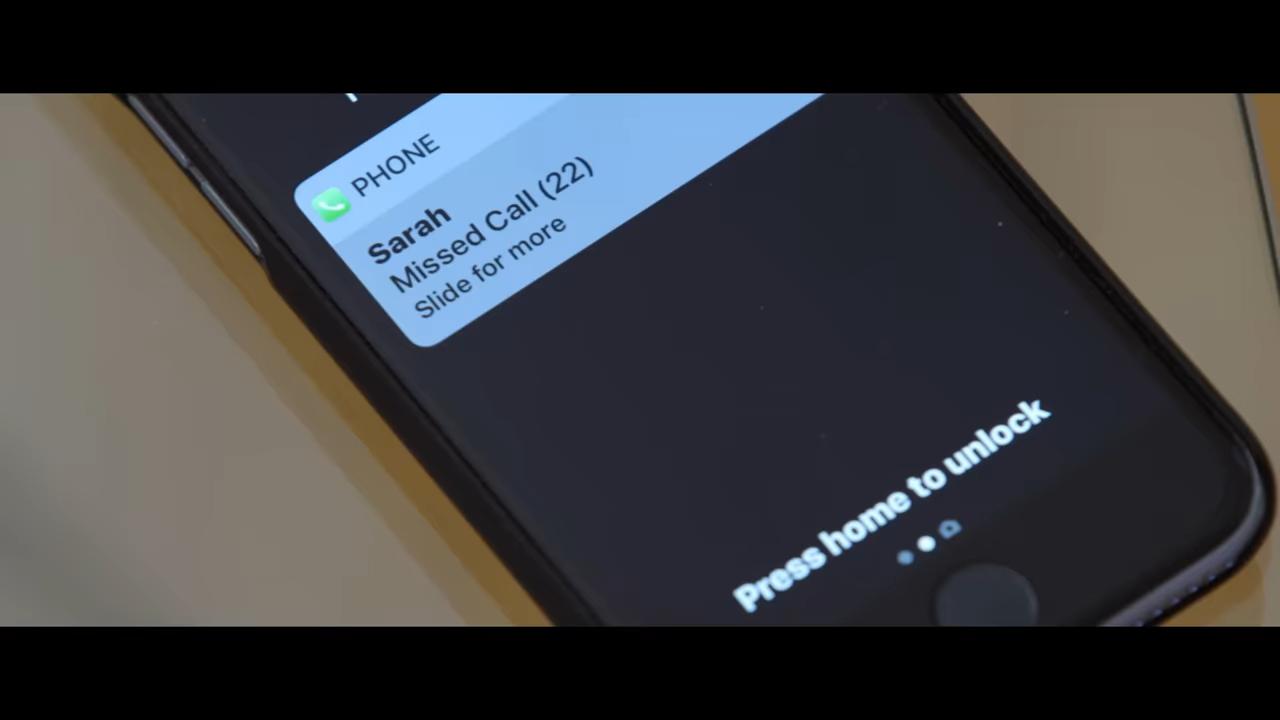 PHONE
Sarah
Missed Call (22)
Slide for more
Press home to unlock